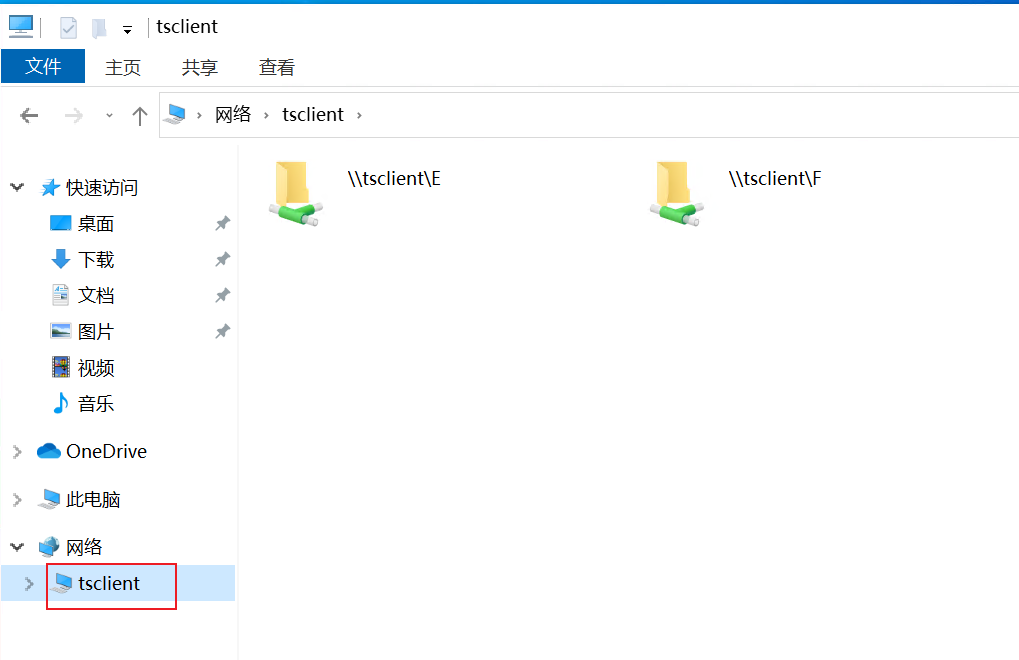 tsclient
文件 主页 共享 查看
网络 tsclient
快速访问
桌面
下载
文档
图片
视频
音乐
OneDrive
此电脑
网络
tsclient
\\tsclient\E
\\tsclient\F